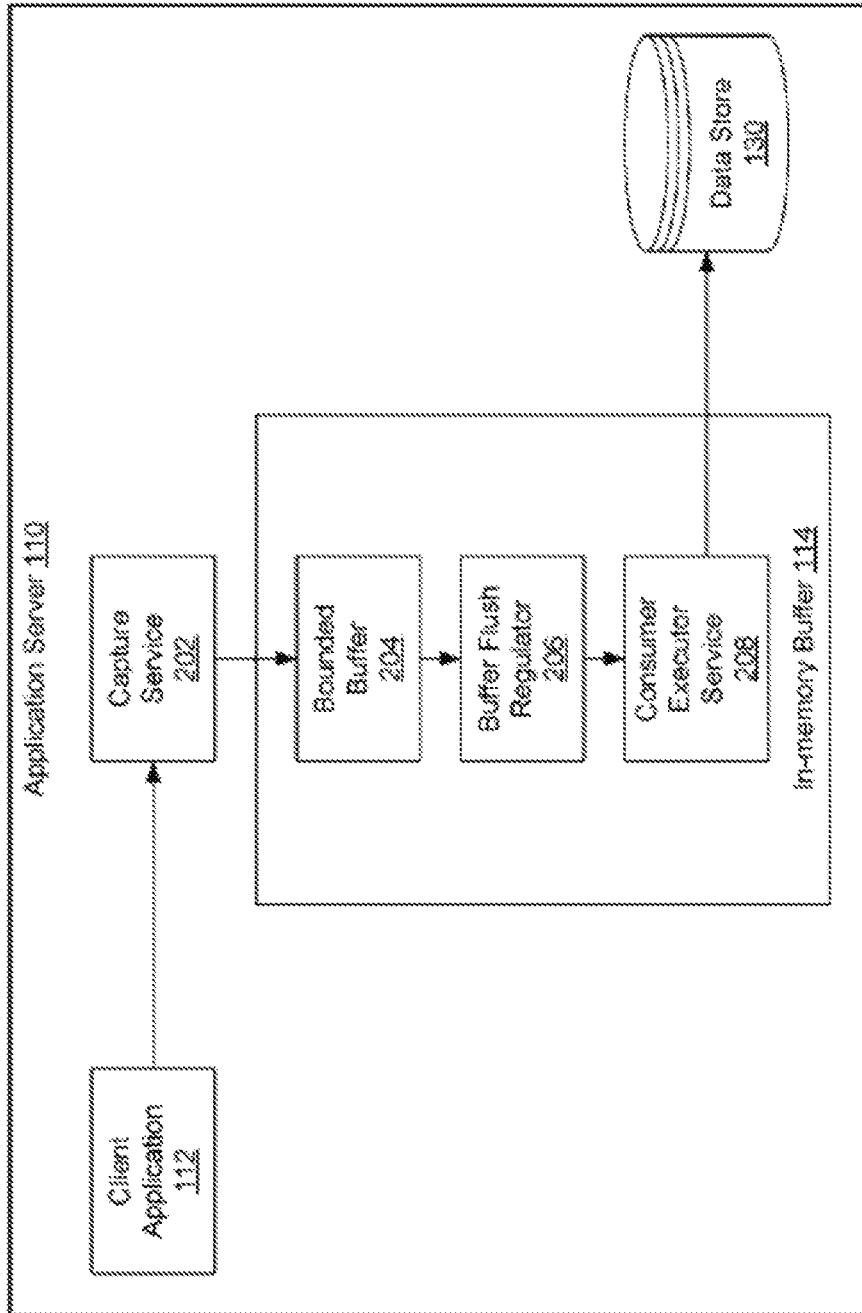 Application Server 110
Client
Application
112
Capture
Service
202
Bounded
Buffer
204
Buffer Flush
Regulator
206
Consumer
Executor
Service
208
In-memory Buffer 114
Data Store
130